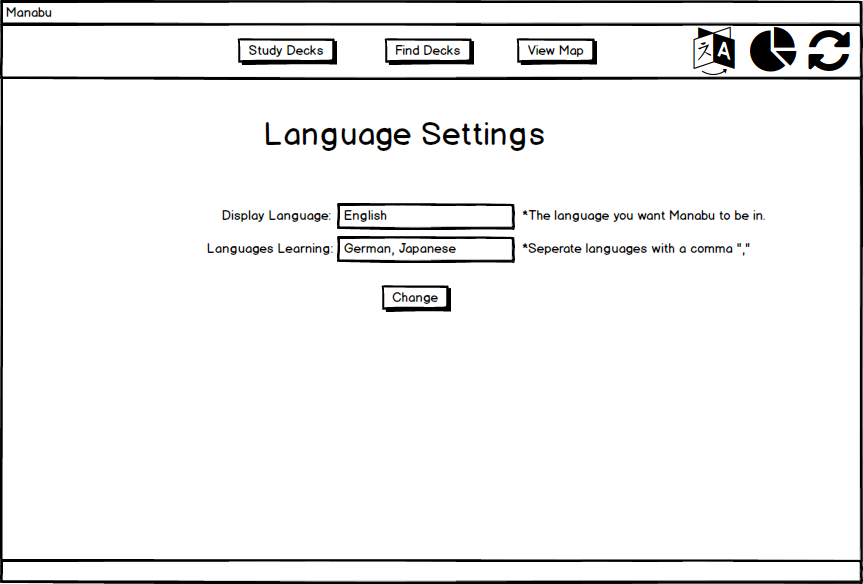 Manabu
Study Decks
Find Decks
View Map
A
Language Settings
Display Language: English *The language you want Manabu to be in.
Languages Learning: German, Japanese *Seperate languages with a comma ","
Change